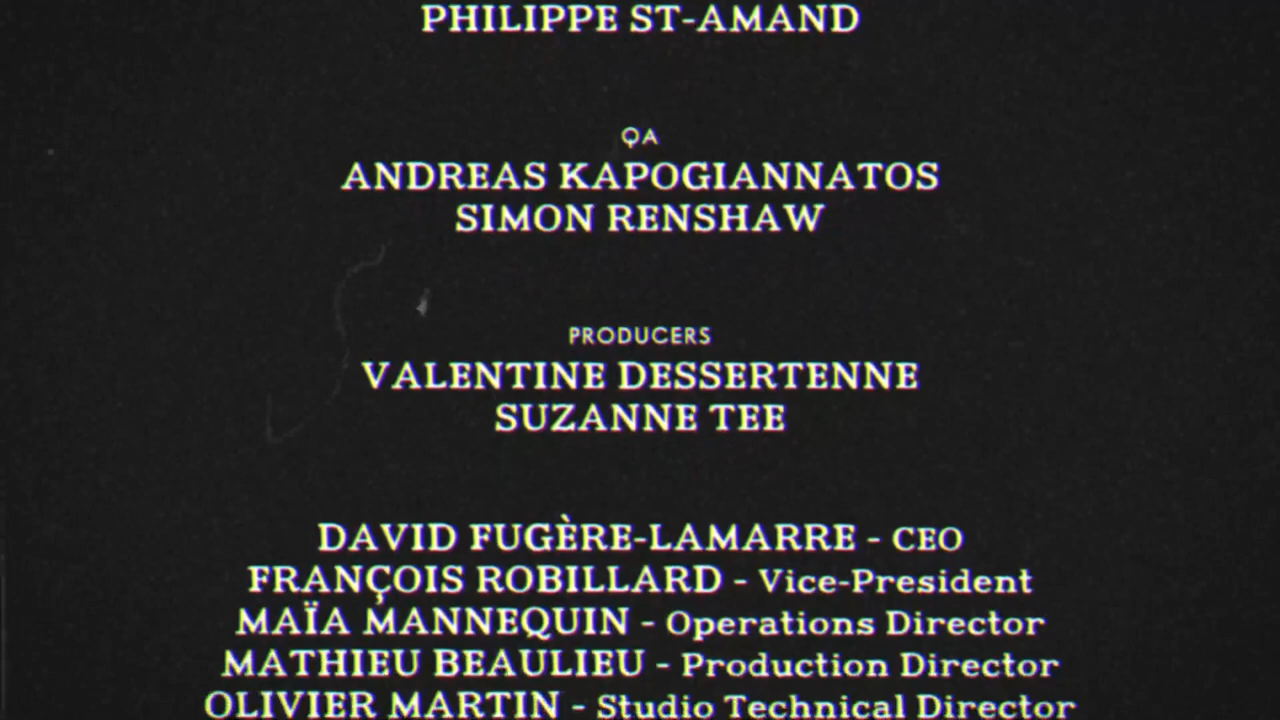 PHILIPPE ST-AMAND
QA
ANDREAS KAPOGIANNATOS
SIMON RENSHAW
PRODUCERS
VALENTINE DESSERTENNE
SUZANNE TEE
DAVID FUGÈRE-LAMARRE - CEO
FRANÇOIS ROBILLARD - Vice-President
MAÏA MANNEQUIN - Operations Director
MATHIEU BEAULIEU - Production Director
OLIVIER MARTIN - Studio Technical Director